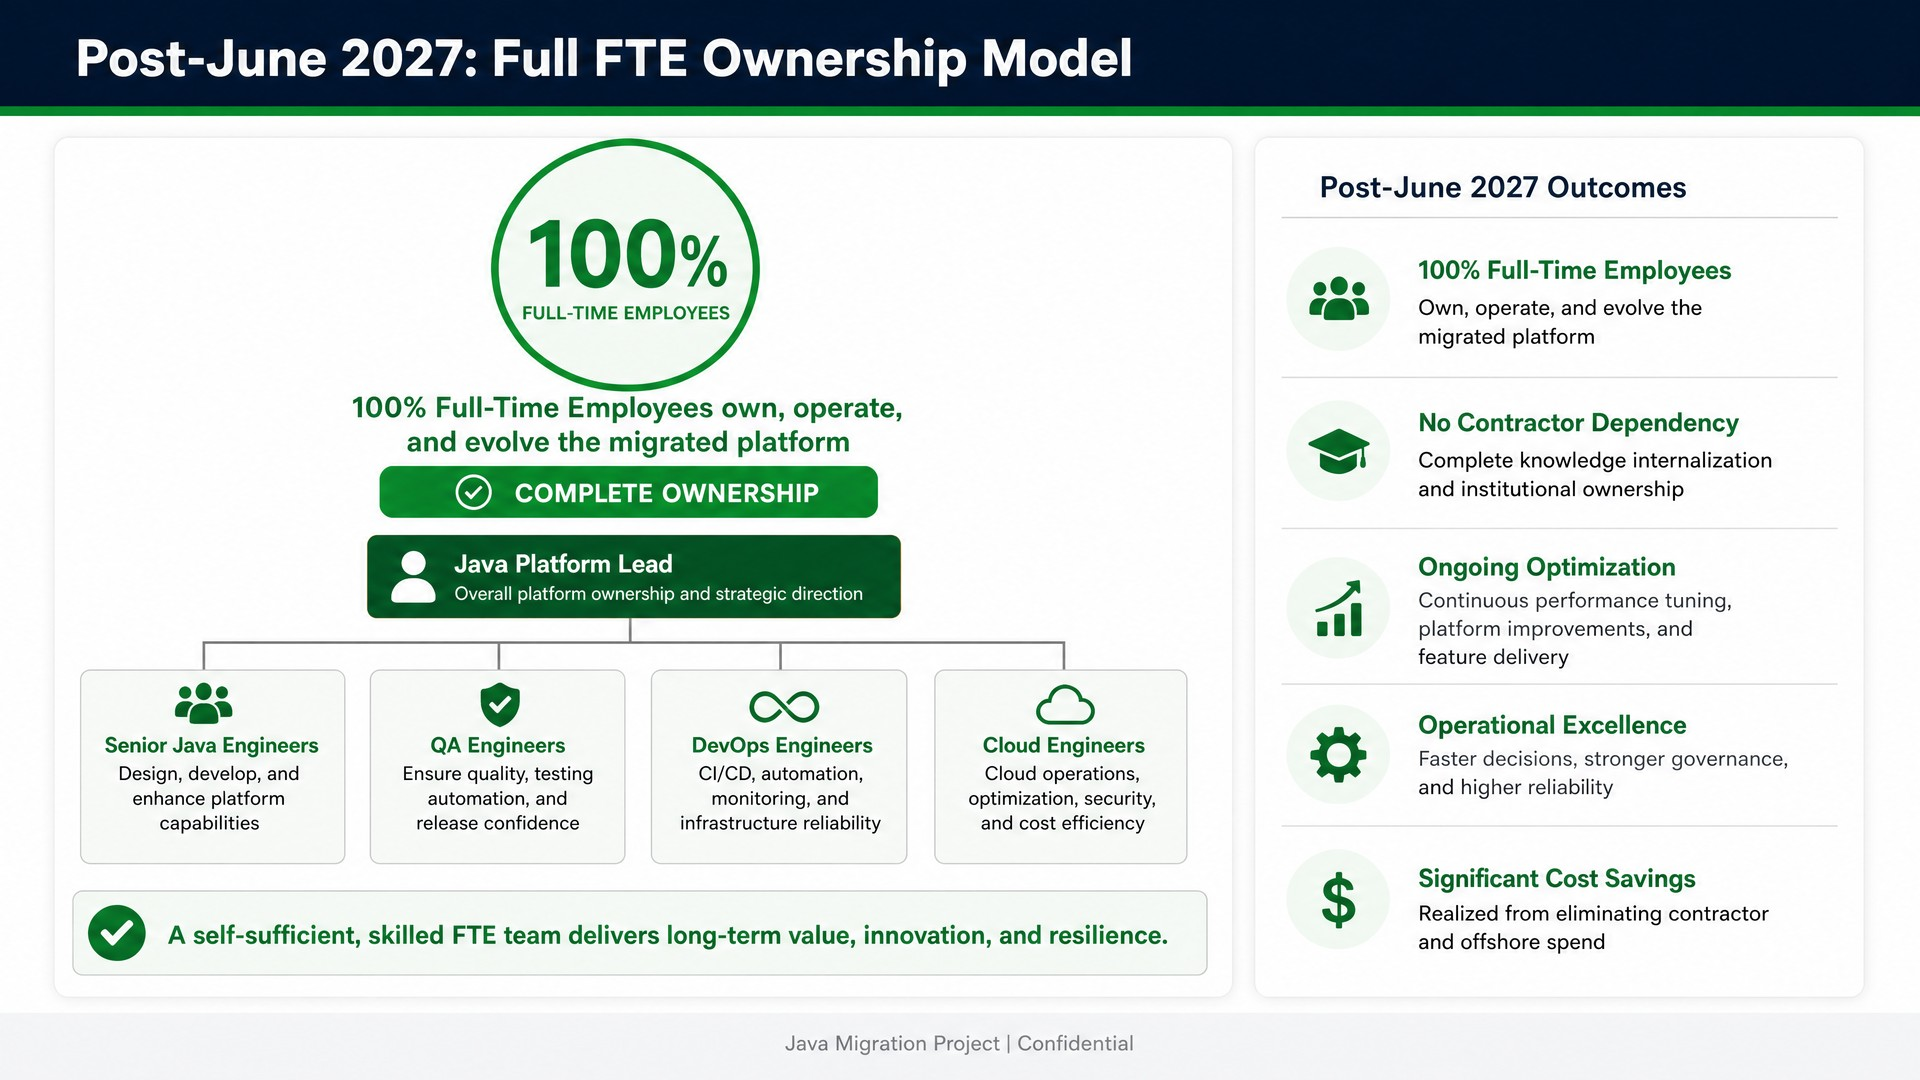 Post-June 2027: Full FTE Ownership Model
100%
FULL-TIME EMPLOYEES
100% Full-Time Employees own, operate,
and evolve the migrated platform
COMPLETE OWNERSHIP
Java Platform Lead
Overall platform ownership and strategic direction
Senior Java Engineers
Design, develop, and
enhance platform
capabilities
QA Engineers
Ensure quality, testing
automation, and
release confidence
DevOps Engineers
CI/CD, automation,
monitoring, and
infrastructure reliability
Cloud Engineers
Cloud operations,
optimization, security,
and cost efficiency
A self-sufficient, skilled FTE team delivers long-term value, innovation, and resilience.
Post-June 2027 Outcomes
100% Full-Time Employees
Own, operate, and evolve the
migrated platform
No Contractor Dependency
Complete knowledge internalization
and institutional ownership
Ongoing Optimization
Continuous performance tuning,
platform improvements, and
feature delivery
Operational Excellence
Faster decisions, stronger governance,
and higher reliability
Significant Cost Savings
Realized from eliminating contractor
and offshore spend
Java Migration Project | Confidential